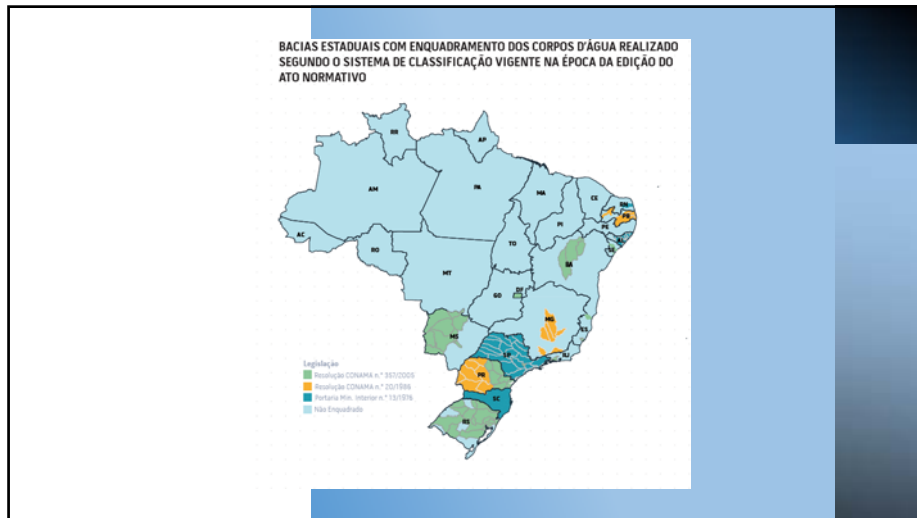 BACIAS ESTADUAIS COM ENQUADRAMENTO DOS CORPOS D'ÁGUA REALIZADO
SEGUNDO O SISTEMA DE CLASSIFICAÇÃO VIGENTE NA ÉPOCA DA EDIÇÃO DO
ATO NORMATIVO
RR
AP
AM
PA
MA
CE
RN
PB
PI
PE
AL
SE
AC
RO
TO
BA
MT
DF
GO
MG
ES
MS
SP
RJ
PR
SC
RS
Legislação
Resolução CONAMA n.° 357/2005
Resolução CONAMA n.° 20/1986
Portaria Min. Interior n.° 13/1976
Não Enquadrado